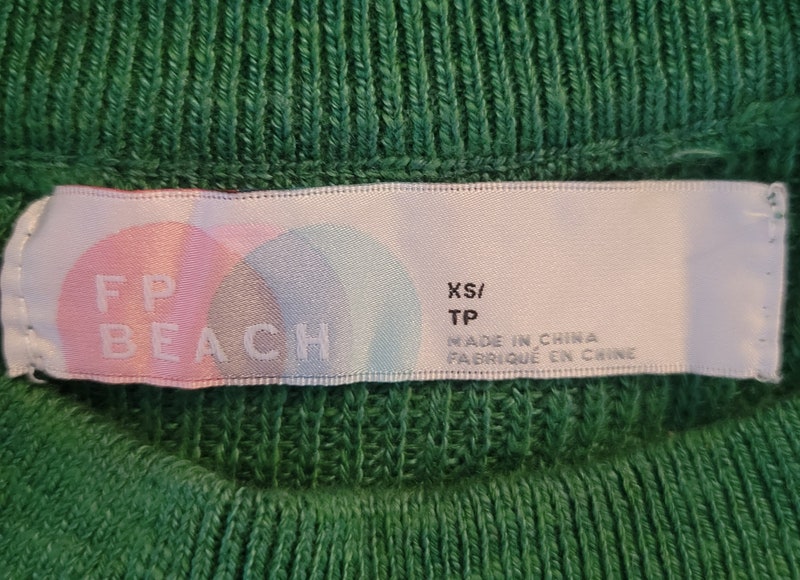 FP
BEACH
XS/
TP
MADE IN CHINA
FABRIQUÉ EN CHINE